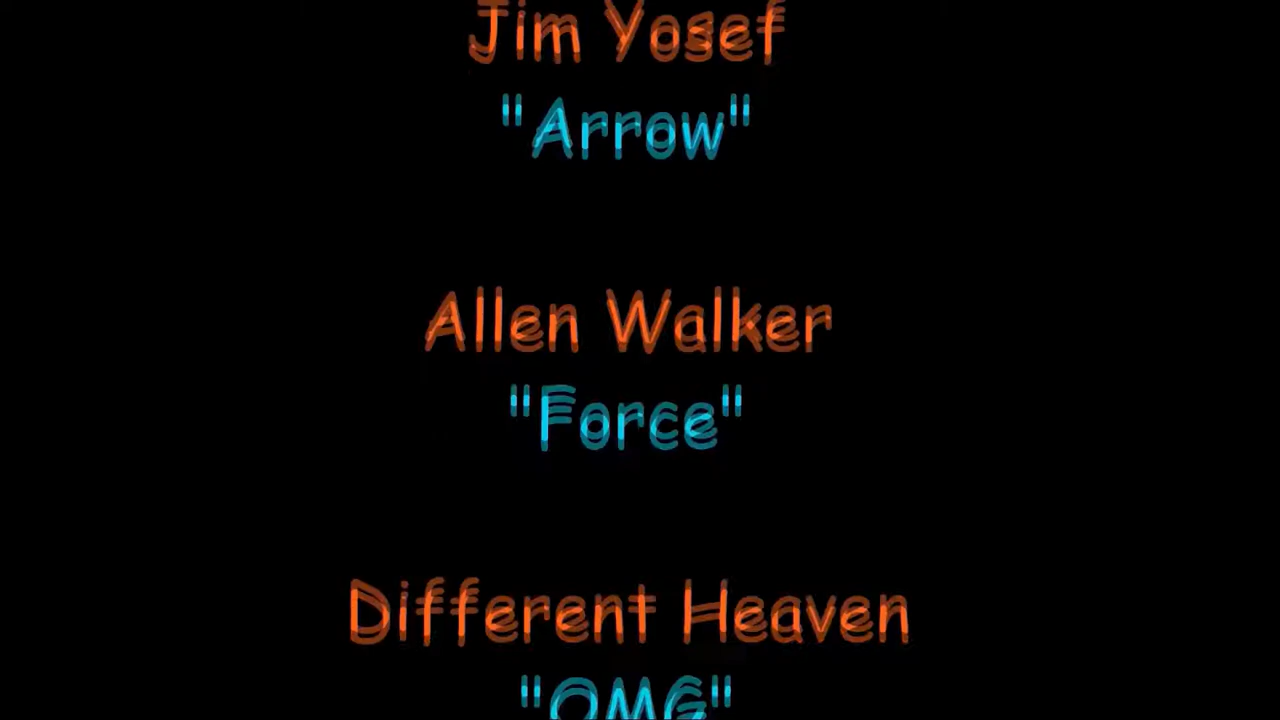 Jim Yosef
"Arrow"
Allen Walker
"Force"
Different Heaven
"OMG"